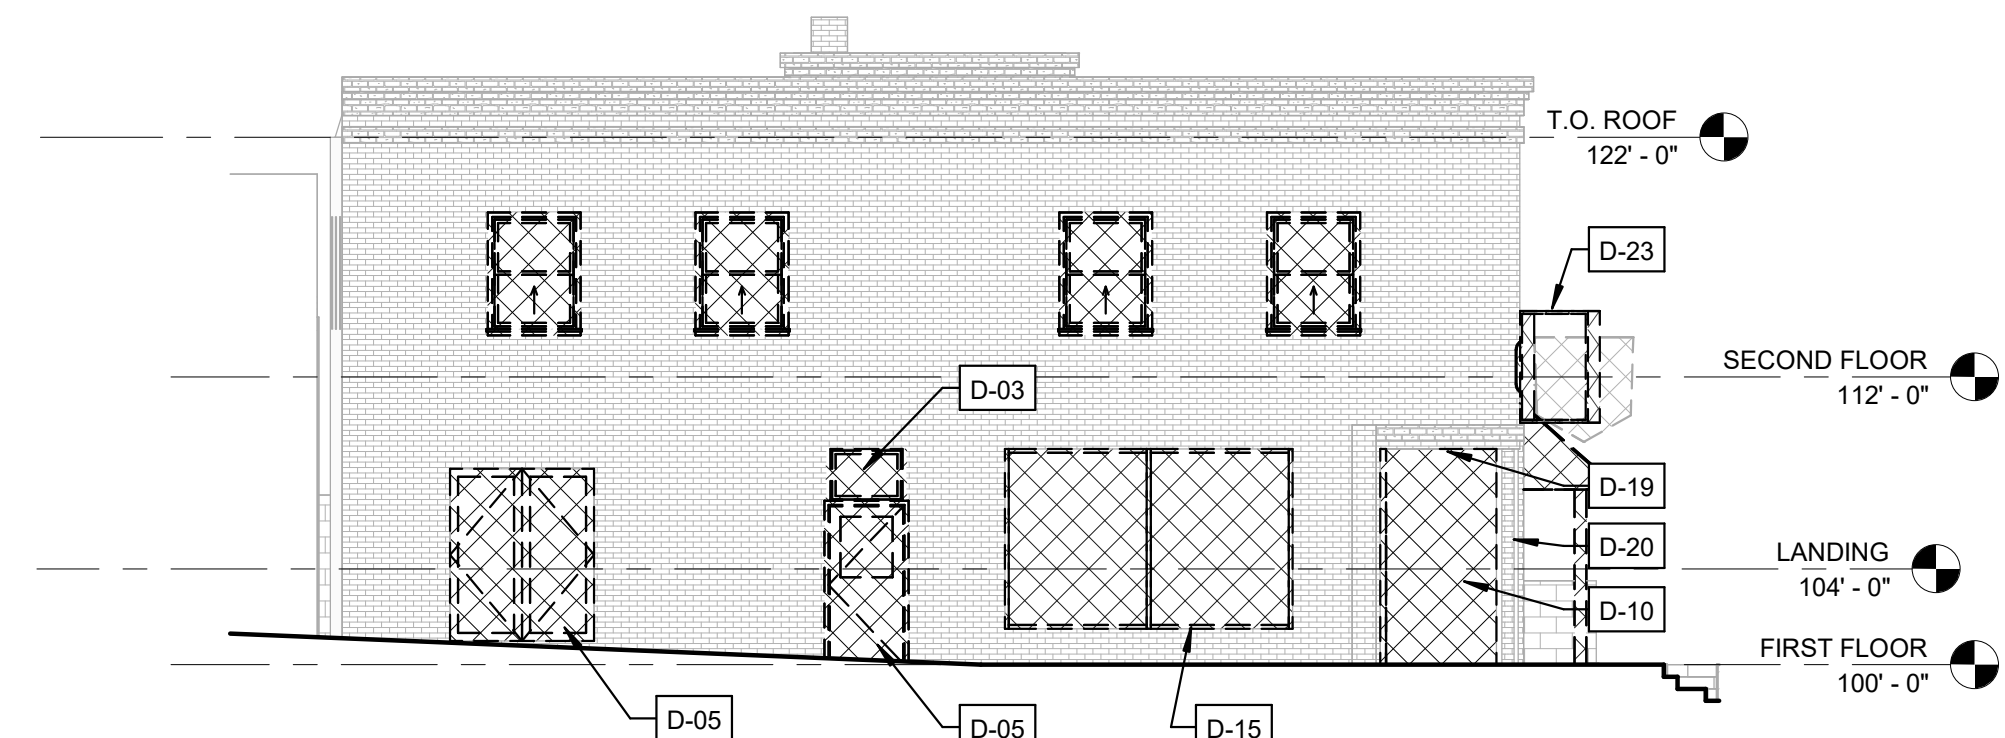 T.O. ROOF
122' - 0"
D-23
SECOND FLOOR
112' - 0"
D-03
D-19
D-20
LANDING
104' - 0"
D-10
FIRST FLOOR
100' - 0"
D-05
D-05
D-15